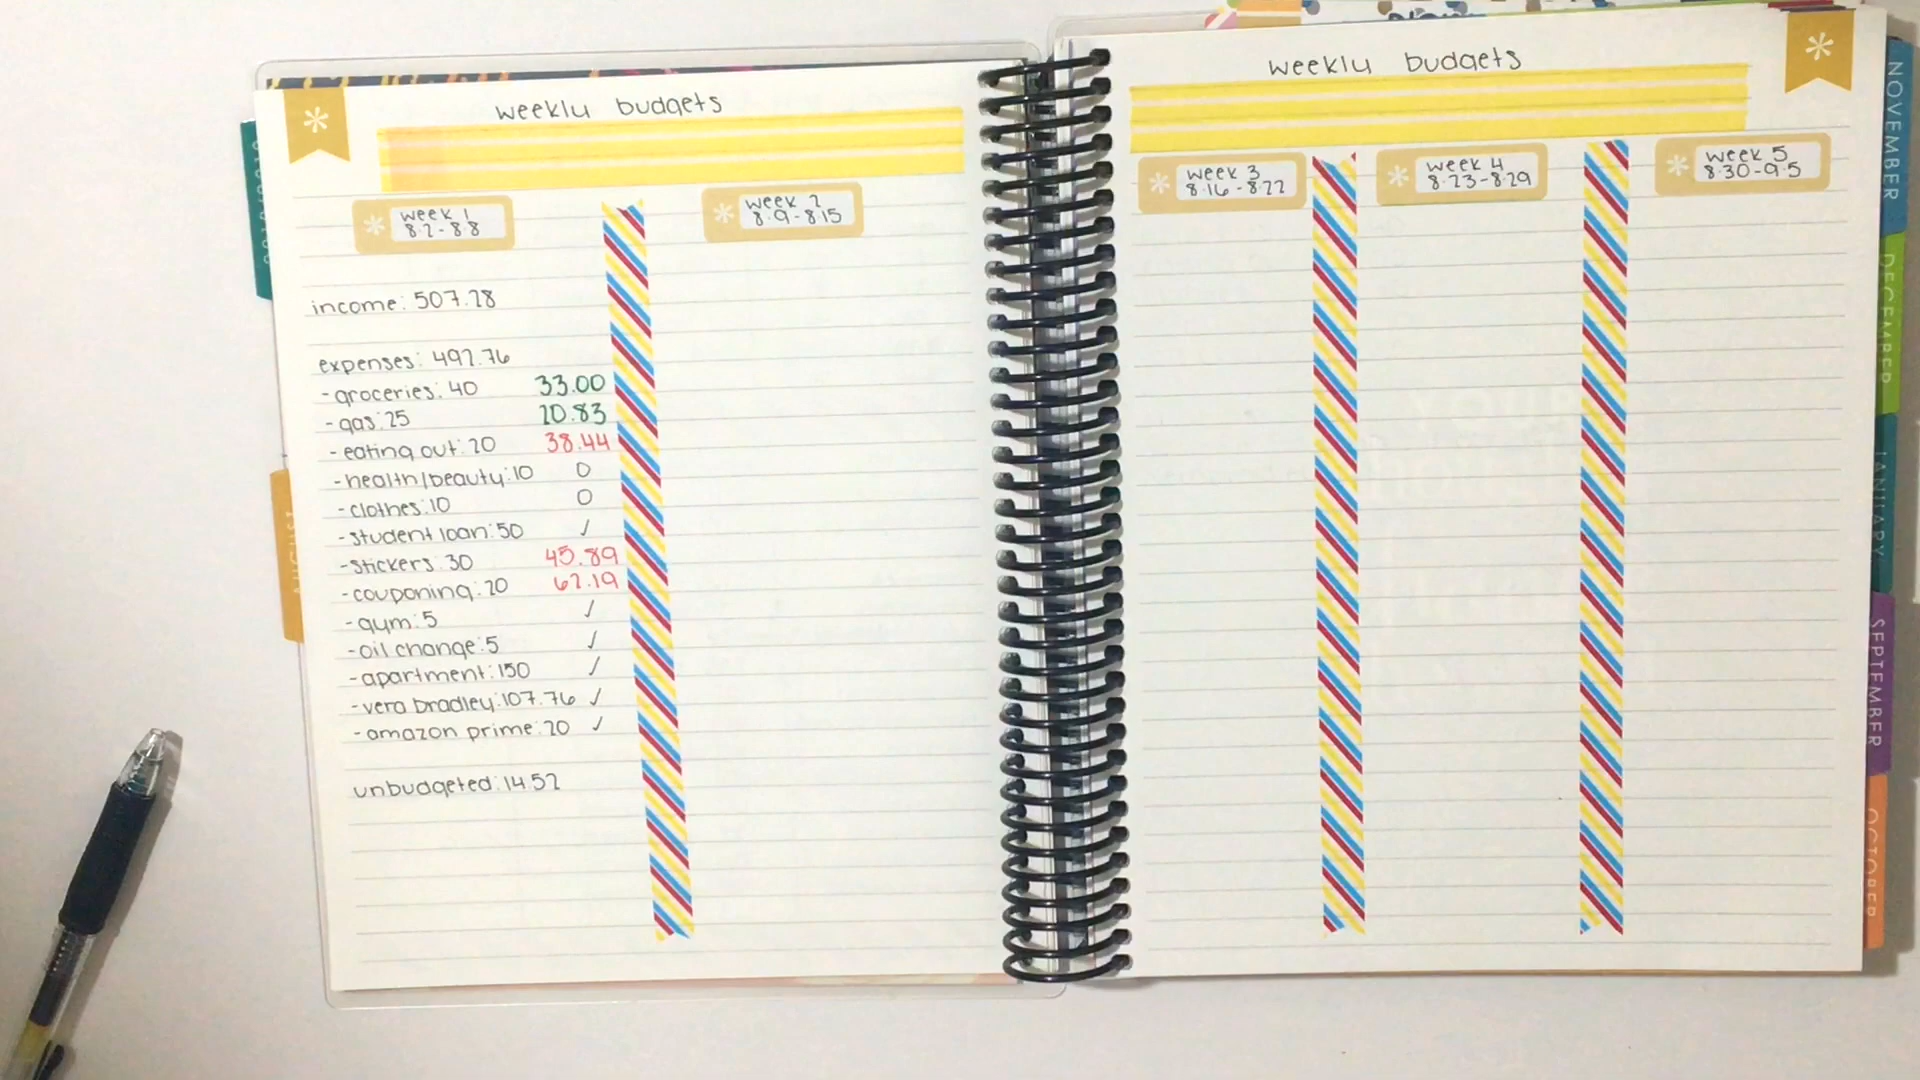 weekly budgets
week 1
8.2-8.8
week 2
8.9-8.15
income: 507.28
expenses: 492.76
-groceries: 40 33.00
-gas: 25 20.83
-eating out: 20 38.44
-health/beauty: 10 0
-clothes: 10 0
-student loan: 50 ✓
-stickers: 30 45.89
-couponing: 20 62.19
-gym: 5 ✓
-oil change: 5 ✓
-apartment: 150 ✓
-vera bradley: 107.76 ✓
-amazon prime: 20 ✓
unbudgeted: 14.52
AUGUST
weekly budgets
week 3
8.16-8.22
week 4
8.23-8.29
week 5
8.30-9.5
NOVEMBER
DECEMBER
JANUARY
SEPTEMBER
OCTOBER